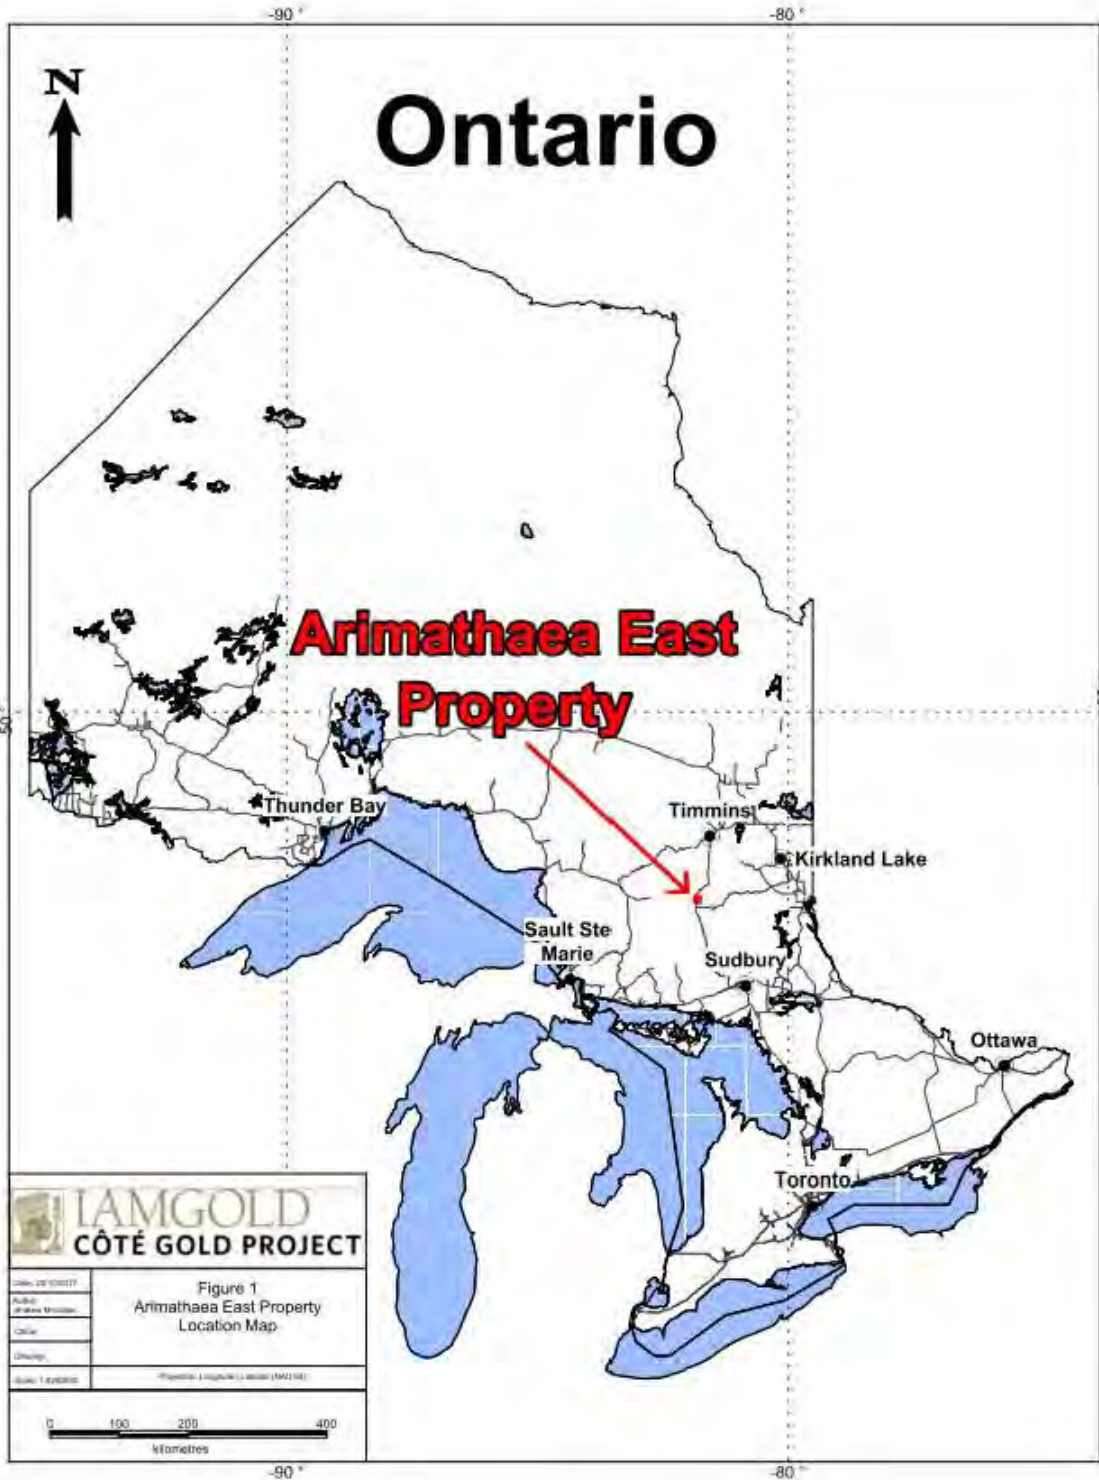 -90 °
-80 °
N
Ontario
Arimathaea East
Property
Thunder Bay
Timmins
Kirkland Lake
Sault Ste
Marie
Sudbury
Ottawa
Toronto
IAMGOLD
CÔTÉ GOLD PROJECT
Figure 1
Arimathaea East Property
Location Map
0 100 200 400
kilometres
-90 °
-80 °